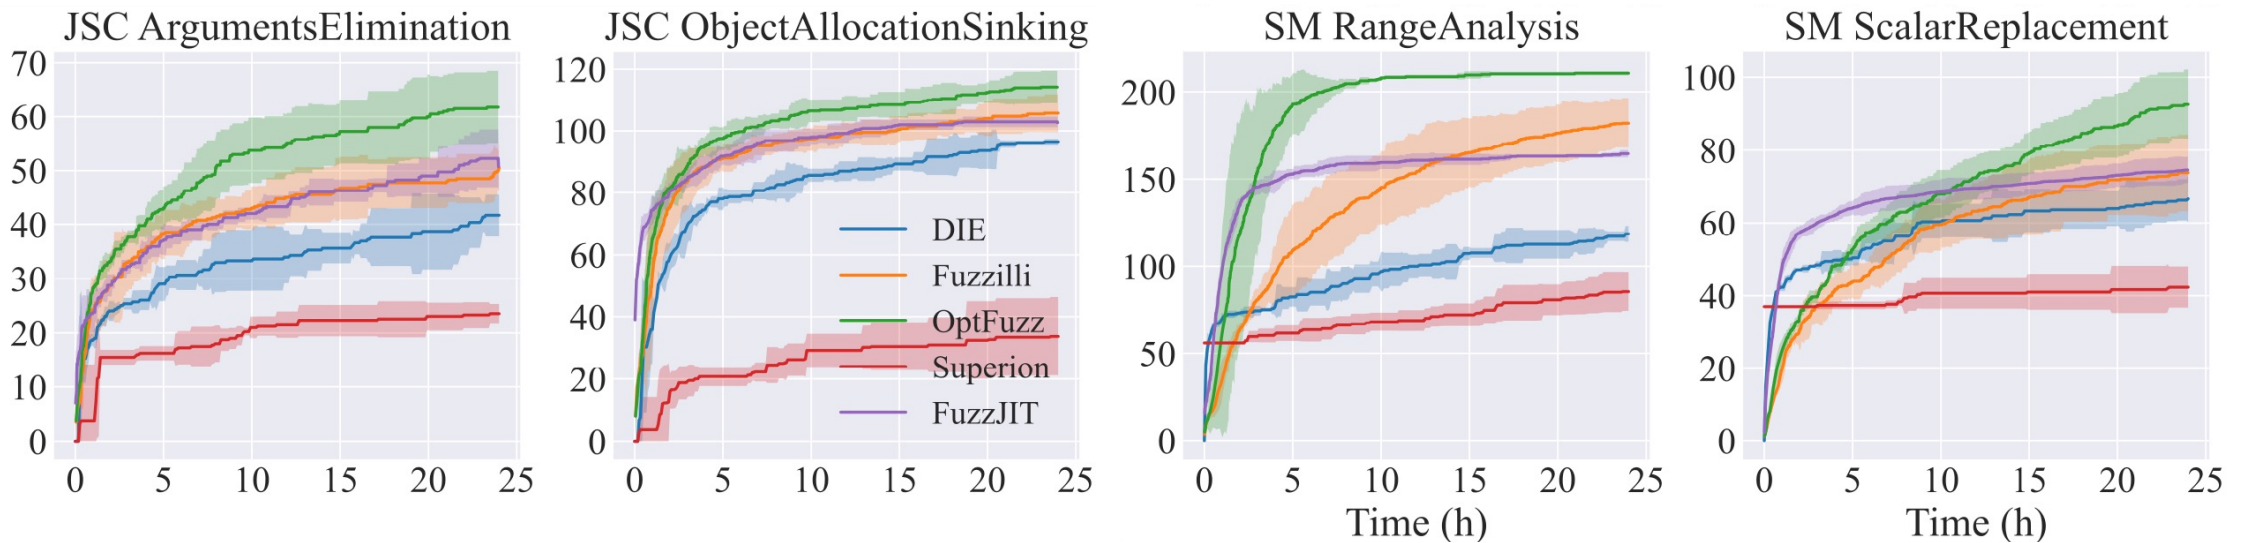 JSC ArgumentsElimination
70
60
50
40
30
20
10
0
0 5 10 15 20 25
JSC ObjectAllocationSinking
120
100
80
60
40
20
0
0 5 10 15 20 25
DIE
Fuzzilli
OptFuzz
Superion
FuzzJIT
SM RangeAnalysis
200
150
100
50
0
0 5 10 15 20 25
Time (h)
SM ScalarReplacement
100
80
60
40
20
0
0 5 10 15 20 25
Time (h)